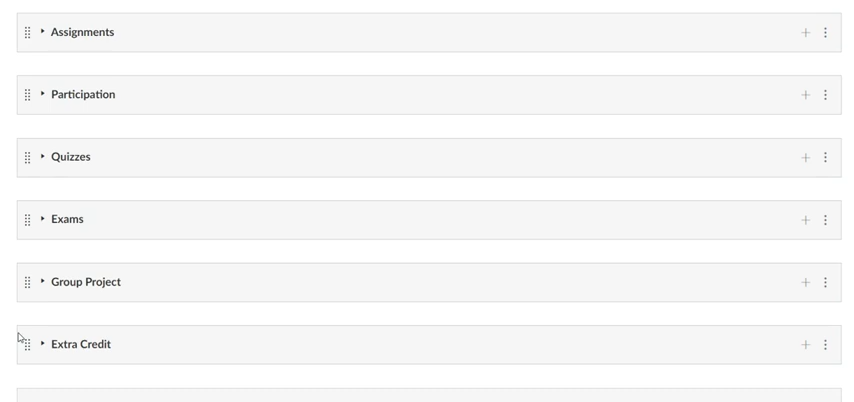 Assignments
Participation
Quizzes
Exams
Group Project
Extra Credit